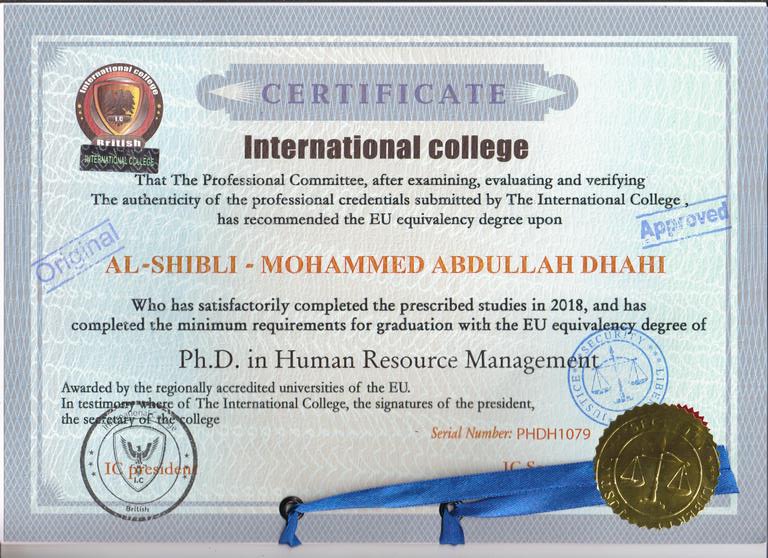 International college
I.C
British
INTERNATIONAL COLLEGE
CERTIFICATE
International college
That The Professional Committee, after examining, evaluating and verifying
The authenticity of the professional credentials submitted by The International College ,
has recommended the EU equivalency degree upon
Original
Approved
AL-SHIBLI - MOHAMMED ABDULLAH DHAHI
Who has satisfactorily completed the prescribed studies in 2018, and has
completed the minimum requirements for graduation with the EU equivalency degree of
Ph.D. in Human Resource Management
JUSTICE SECURITY
Awarded by the regionally accredited universities of the EU.
In testimony where of The International College, the signatures of the president,
the secretary of the college
Serial Number: PHDH1079
International College
IC president
I.C
British
IC